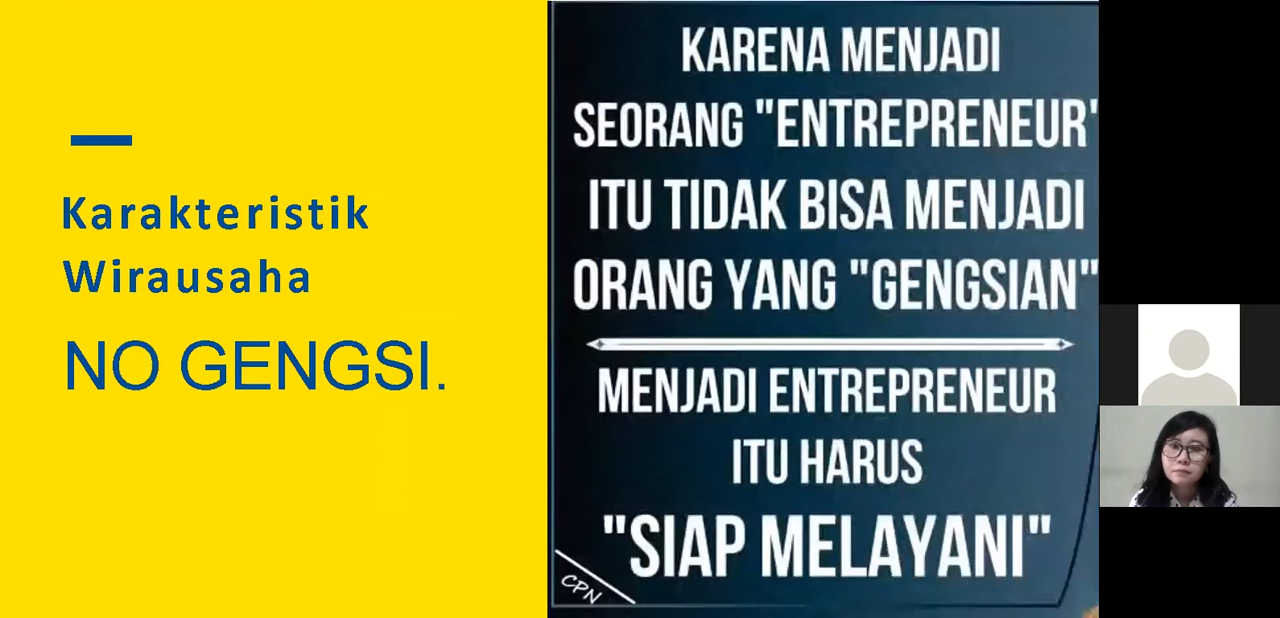 Karakteristik
Wirausaha
NO GENGSI.
KARENA MENJADI
SEORANG "ENTREPRENEUR"
ITU TIDAK BISA MENJADI
ORANG YANG "GENGSIAN"
MENJADI ENTREPRENEUR
ITU HARUS
"SIAP MELAYANI"
CPN